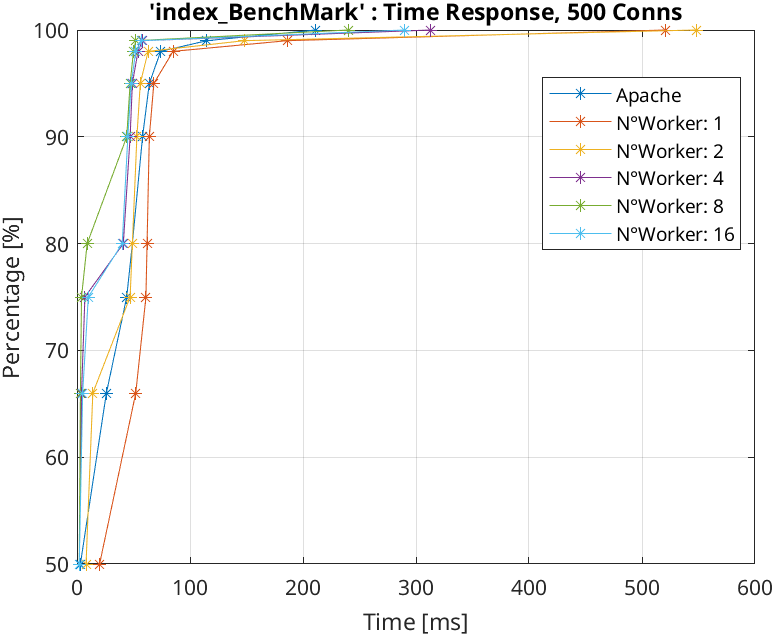 'index_BenchMark' : Time Response, 500 Conns
100
90
80
70
60
50
Percentage [%]
0
100
200
300
400
500
600
Time [ms]
Apache
N°Worker: 1
N°Worker: 2
N°Worker: 4
N°Worker: 8
N°Worker: 16